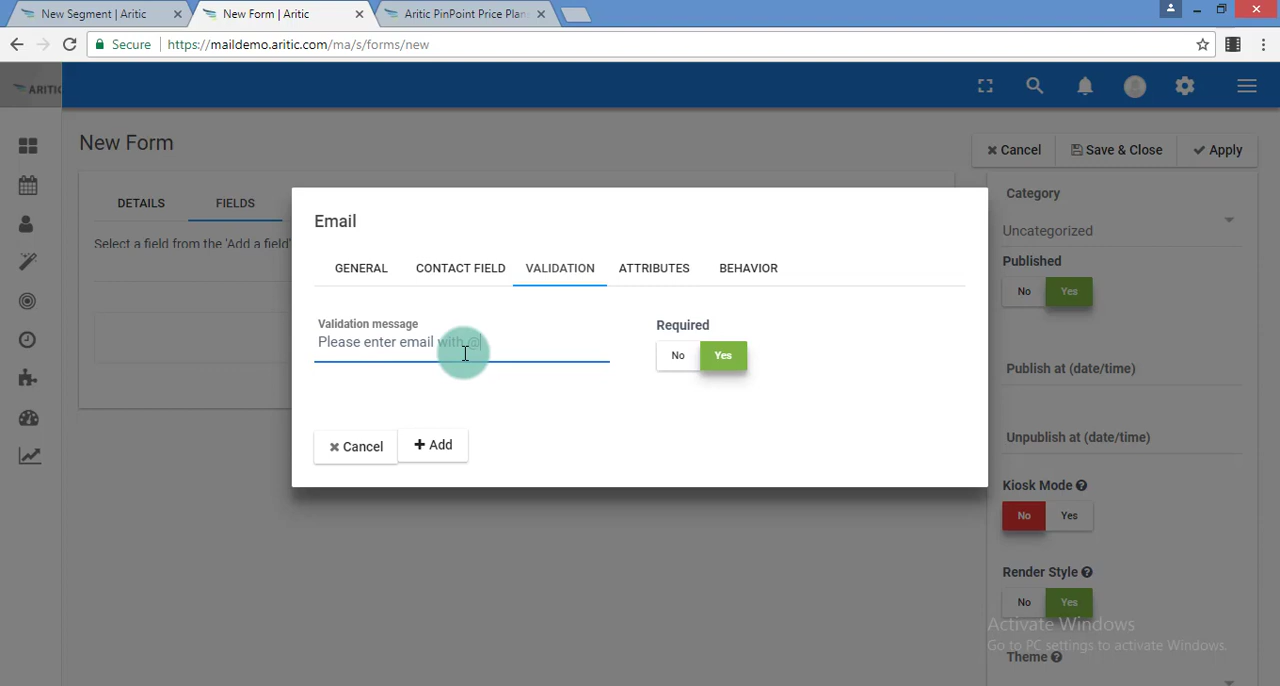 New Segment | Aritic
New Form | Aritic
Aritic PinPoint Price Plan
Secure
https://maildemo.aritic.com/ma/s/forms/new
ARITIC
New Form
Cancel
Save & Close
Apply
DETAILS
FIELDS
Select a field from the 'Add a field'
Category
Uncategorized
Published
No
Yes
Publish at (date/time)
Unpublish at (date/time)
Kiosk Mode
No
Yes
Render Style
No
Yes
Theme
Email
GENERAL
CONTACT FIELD
VALIDATION
ATTRIBUTES
BEHAVIOR
Validation message
Please enter email with @
Required
No
Yes
Cancel
+ Add
Activate Windows
Go to PC settings to activate Windows.